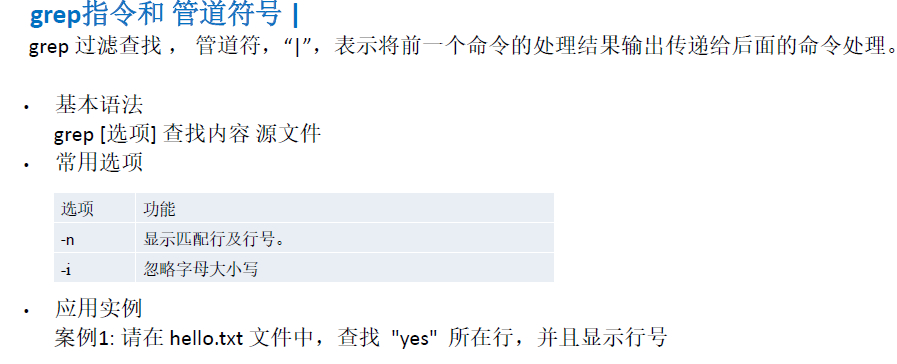 grep指令和 管道符号 |
grep 过滤查找 ， 管道符，“|”，表示将前一个命令的处理结果输出传递给后面的命令处理。
• 基本语法
grep [选项] 查找内容 源文件
• 常用选项
选项 功能
-n 显示匹配行及行号。
-i 忽略字母大小写
• 应用实例
案例1: 请在 hello.txt 文件中，查找 "yes" 所在行，并且显示行号